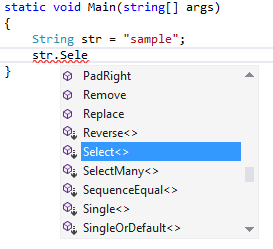 static void Main(string[] args)
{
String str = "sample";
str.Sele
}
PadRight
Remove
Replace
Reverse<>
Select<>
SelectMany<>
SequenceEqual<>
Single<>
SingleOrDefault<>